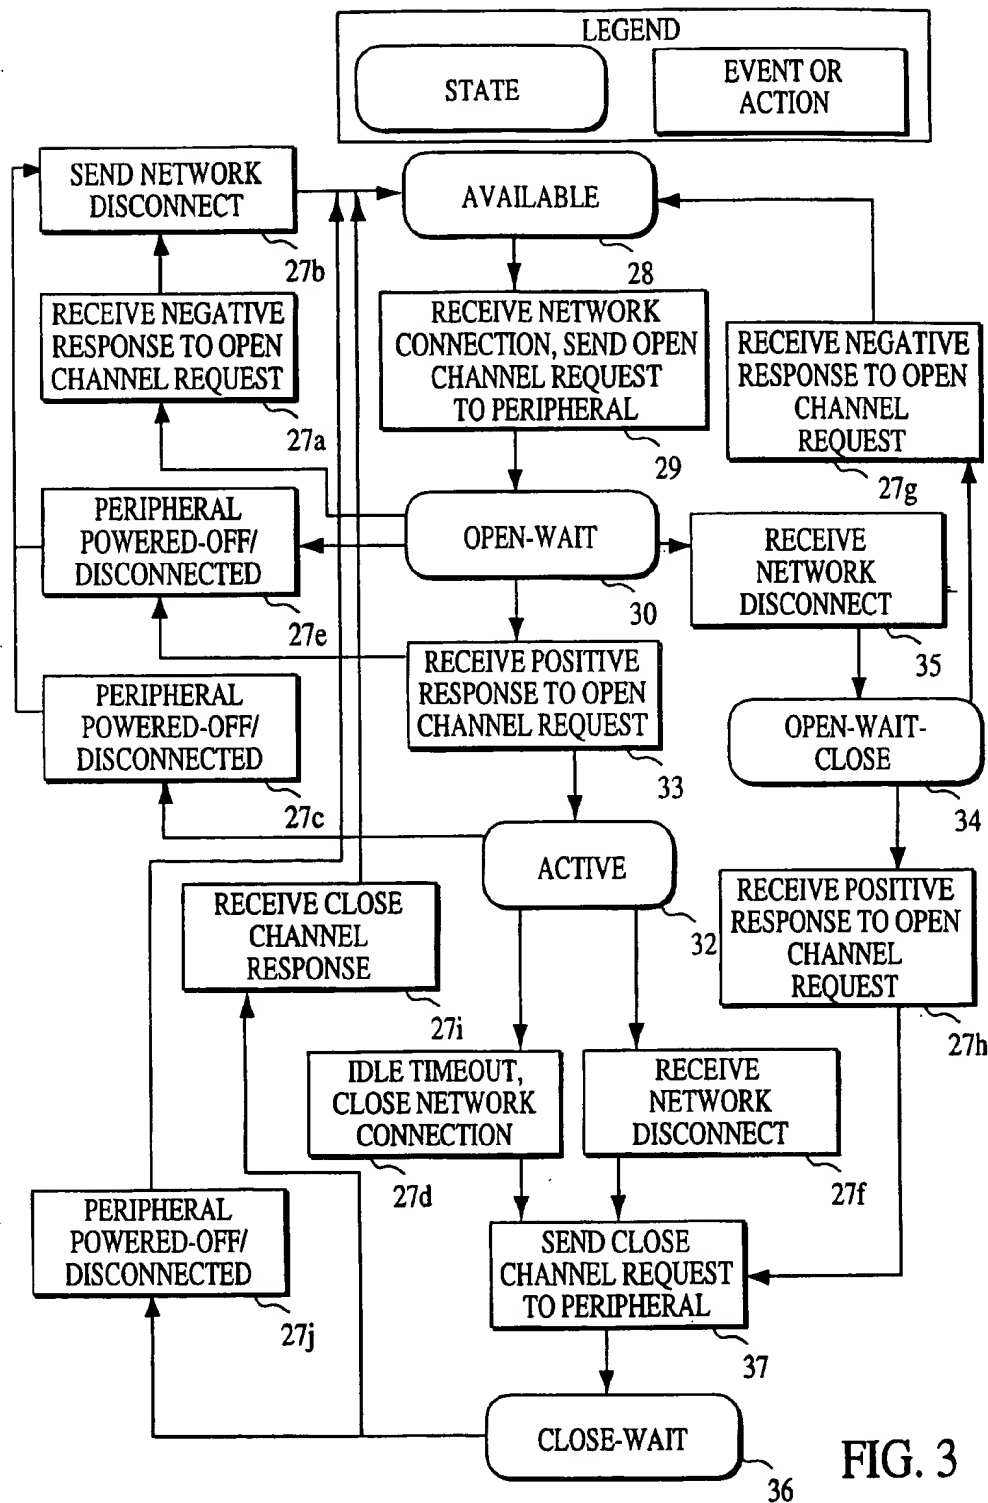 LEGEND
STATE
EVENT OR
ACTION
SEND NETWORK
DISCONNECT
27b
AVAILABLE
28
RECEIVE NEGATIVE
RESPONSE TO OPEN
CHANNEL REQUEST
27a
RECEIVE NETWORK
CONNECTION, SEND OPEN
CHANNEL REQUEST
TO PERIPHERAL
29
RECEIVE NEGATIVE
RESPONSE TO OPEN
CHANNEL
REQUEST
27g
PERIPHERAL
POWERED-OFF/
DISCONNECTED
27e
OPEN-WAIT
30
RECEIVE
NETWORK
DISCONNECT
35
PERIPHERAL
POWERED-OFF/
DISCONNECTED
27c
RECEIVE POSITIVE
RESPONSE TO OPEN
CHANNEL REQUEST
33
OPEN-WAIT-
CLOSE
34
ACTIVE
32
RECEIVE CLOSE
CHANNEL
RESPONSE
27i
RECEIVE POSITIVE
RESPONSE TO OPEN
CHANNEL
REQUEST
27h
IDLE TIMEOUT,
CLOSE NETWORK
CONNECTION
27d
RECEIVE
NETWORK
DISCONNECT
27f
PERIPHERAL
POWERED-OFF/
DISCONNECTED
27j
SEND CLOSE
CHANNEL REQUEST
TO PERIPHERAL
37
CLOSE-WAIT
36
FIG. 3